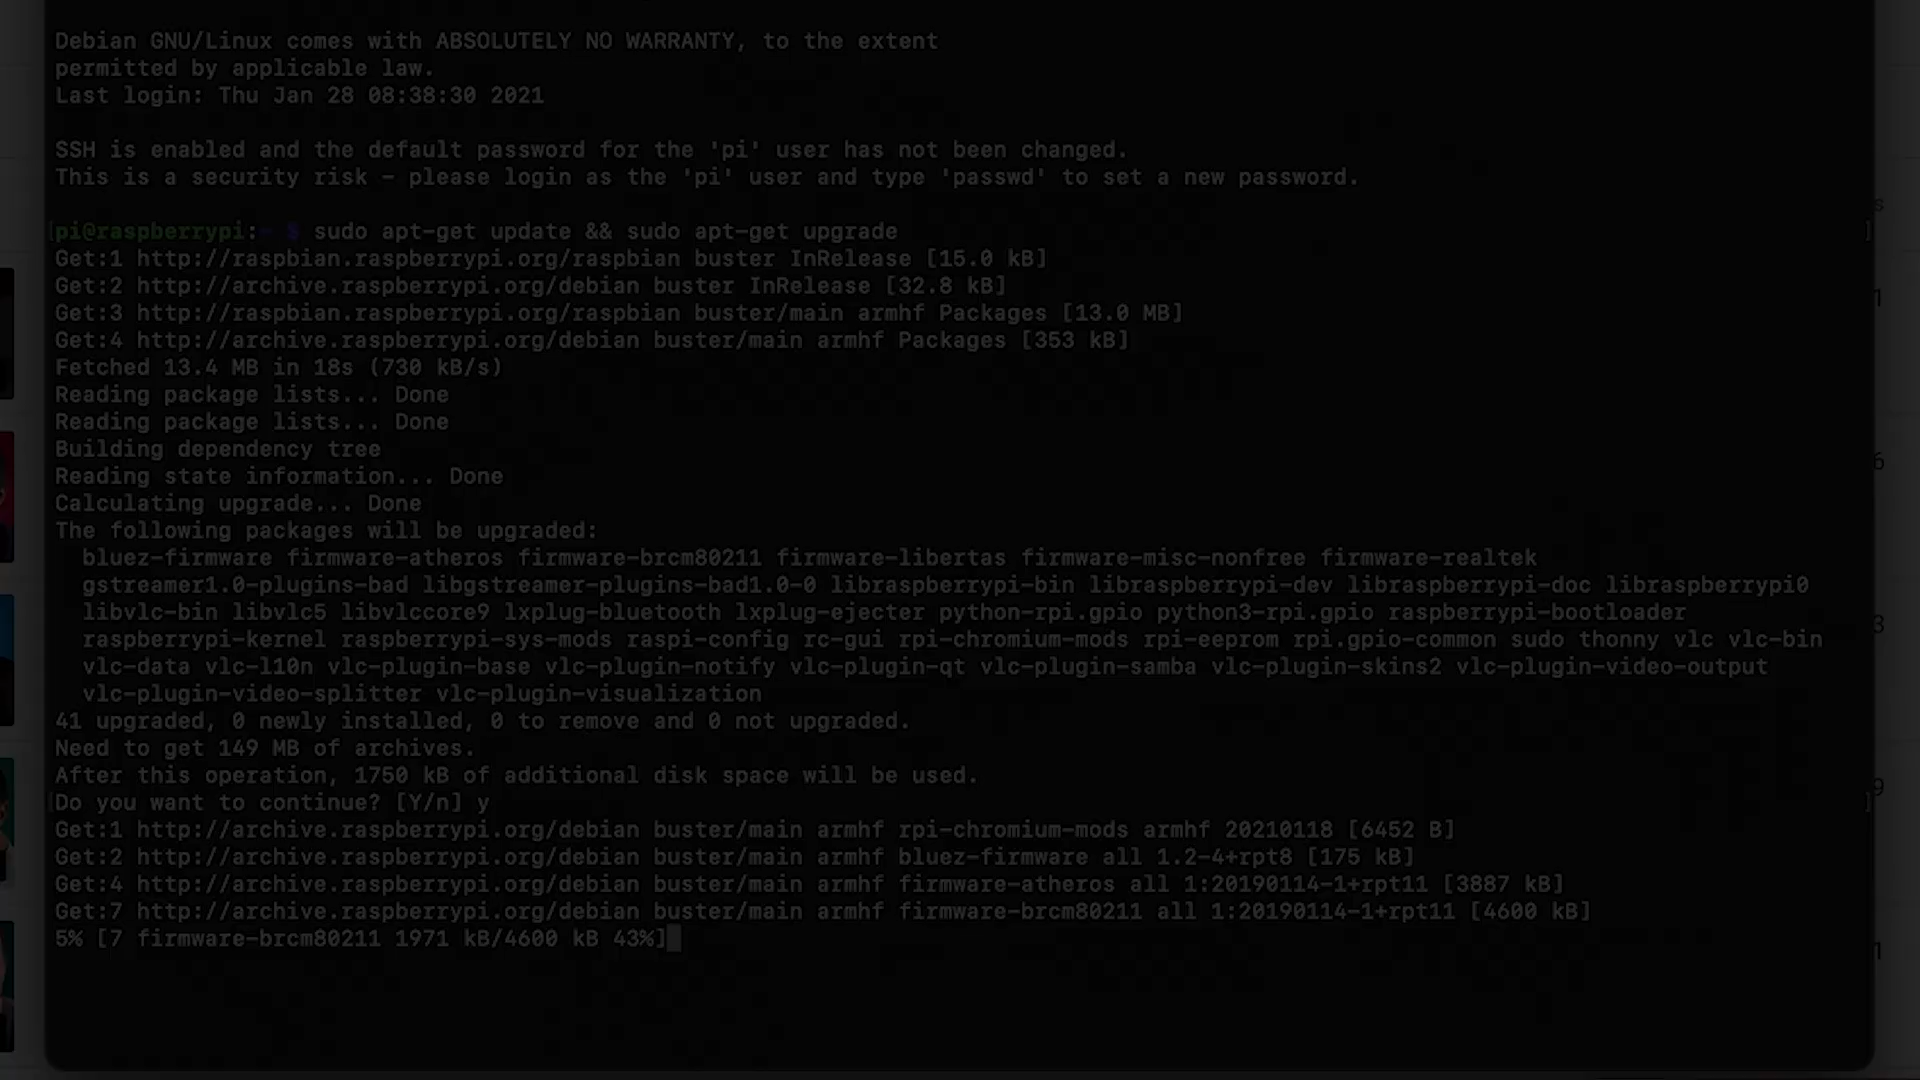 Debian GNU/Linux comes with ABSOLUTELY NO WARRANTY, to the extent
permitted by applicable law.
Last login: Thu Jan 28 08:38:30 2021
SSH is enabled and the default password for the 'pi' user has not been changed.
This is a security risk - please login as the 'pi' user and type 'passwd' to set a new password.
s
[pi@raspberrypi:~ $ sudo apt-get update && sudo apt-get upgrade ]
Get:1 http://raspbian.raspberrypi.org/raspbian buster InRelease [15.0 kB]
Get:2 http://archive.raspberrypi.org/debian buster InRelease [32.8 kB]
1
Get:3 http://raspbian.raspberrypi.org/raspbian buster/main armhf Packages [13.0 MB]
Get:4 http://archive.raspberrypi.org/debian buster/main armhf Packages [353 kB]
Fetched 13.4 MB in 18s (730 kB/s)
Reading package lists... Done
Reading package lists... Done
Building dependency tree
6
Reading state information... Done
Calculating upgrade... Done
The following packages will be upgraded:
bluez-firmware firmware-atheros firmware-brcm80211 firmware-libertas firmware-misc-nonfree firmware-realtek
gstreamer1.0-plugins-bad libgstreamer-plugins-bad1.0-0 libraspberrypi-bin libraspberrypi-dev libraspberrypi-doc libraspberrypi0
libvlc-bin libvlc5 libvlccore9 lxplug-bluetooth lxplug-ejecter python-rpi.gpio python3-rpi.gpio raspberrypi-bootloader
3
raspberrypi-kernel raspberrypi-sys-mods raspi-config rc-gui rpi-chromium-mods rpi-eeprom rpi.gpio-common sudo thonny vlc vlc-bin
vlc-data vlc-l10n vlc-plugin-base vlc-plugin-notify vlc-plugin-qt vlc-plugin-samba vlc-plugin-skins2 vlc-plugin-video-output
vlc-plugin-video-splitter vlc-plugin-visualization
41 upgraded, 0 newly installed, 0 to remove and 0 not upgraded.
Need to get 149 MB of archives.
After this operation, 1750 kB of additional disk space will be used.
9
[Do you want to continue? [Y/n] y ]
Get:1 http://archive.raspberrypi.org/debian buster/main armhf rpi-chromium-mods armhf 20210118 [6452 B]
Get:2 http://archive.raspberrypi.org/debian buster/main armhf bluez-firmware all 1.2-4+rpt8 [175 kB]
Get:4 http://archive.raspberrypi.org/debian buster/main armhf firmware-atheros all 1:20190114-1+rpt11 [3887 kB]
Get:7 http://archive.raspberrypi.org/debian buster/main armhf firmware-brcm80211 all 1:20190114-1+rpt11 [4600 kB]
5% [7 firmware-brcm80211 1971 kB/4600 kB 43%]
1